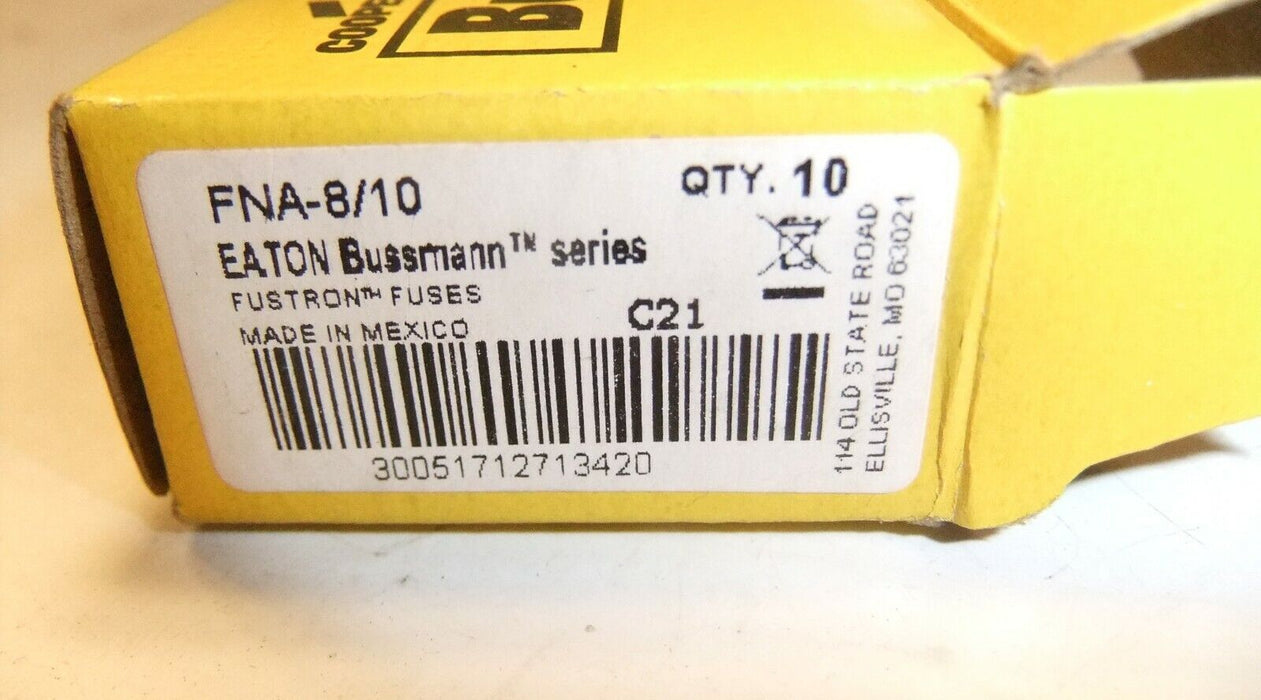 COOPER
FNA-8/10
QTY. 10
EATON Bussmann™ series
FUSTRON™ FUSES
C21
MADE IN MEXICO
30051712713420
114 OLD STATE ROAD
ELLISVILLE, MO 63021